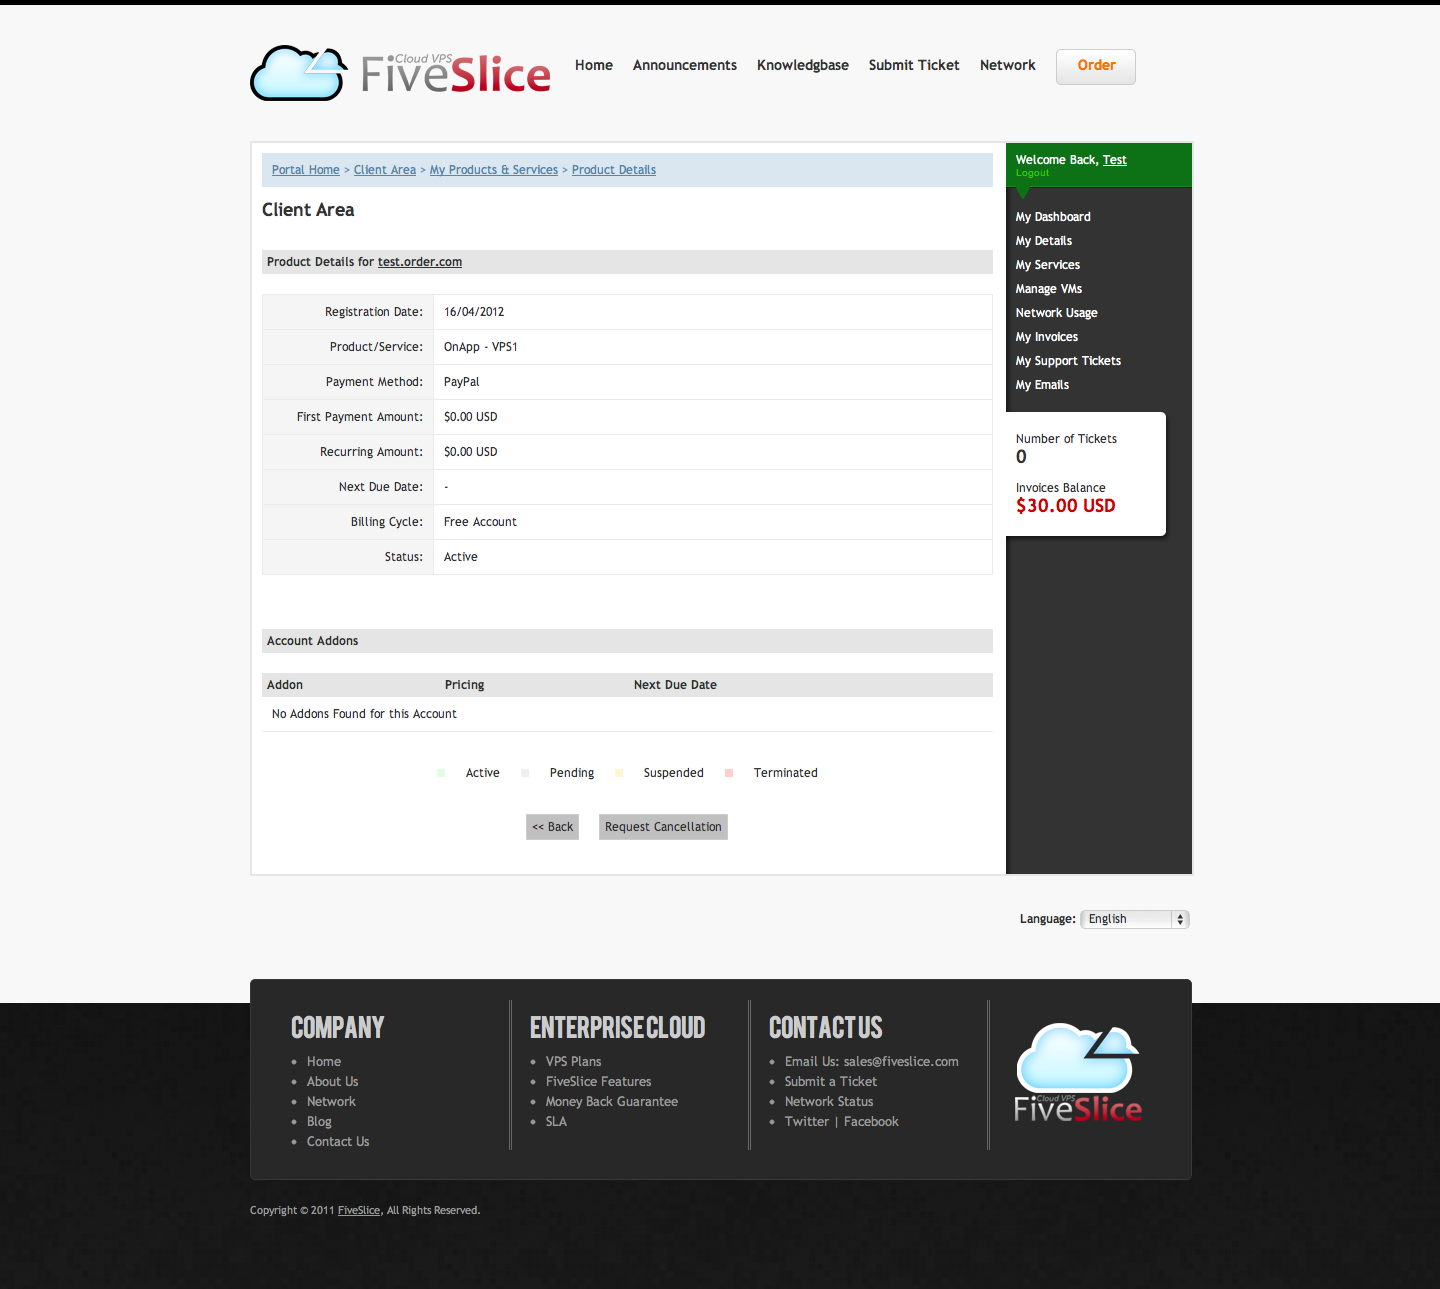 Cloud VPS
FiveSlice
Home Announcements Knowledgbase Submit Ticket Network Order
Portal Home > Client Area > My Products & Services > Product Details
Client Area
Product Details for test.order.com
Registration Date: 16/04/2012
Product/Service: OnApp - VPS1
Payment Method: PayPal
First Payment Amount: $0.00 USD
Recurring Amount: $0.00 USD
Next Due Date: -
Billing Cycle: Free Account
Status: Active
Account Addons
Addon Pricing Next Due Date
No Addons Found for this Account
Active Pending Suspended Terminated
<< Back Request Cancellation
Welcome Back, Test
Logout
My Dashboard
My Details
My Services
Manage VMs
Network Usage
My Invoices
My Support Tickets
My Emails
Number of Tickets
0
Invoices Balance
$30.00 USD
Language: English
COMPANY
Home
About Us
Network
Blog
Contact Us
ENTERPRISE CLOUD
VPS Plans
FiveSlice Features
Money Back Guarantee
SLA
CONTACT US
Email Us: sales@fiveslice.com
Submit a Ticket
Network Status
Twitter | Facebook
Cloud VPS
FiveSlice
Copyright © 2011 FiveSlice, All Rights Reserved.